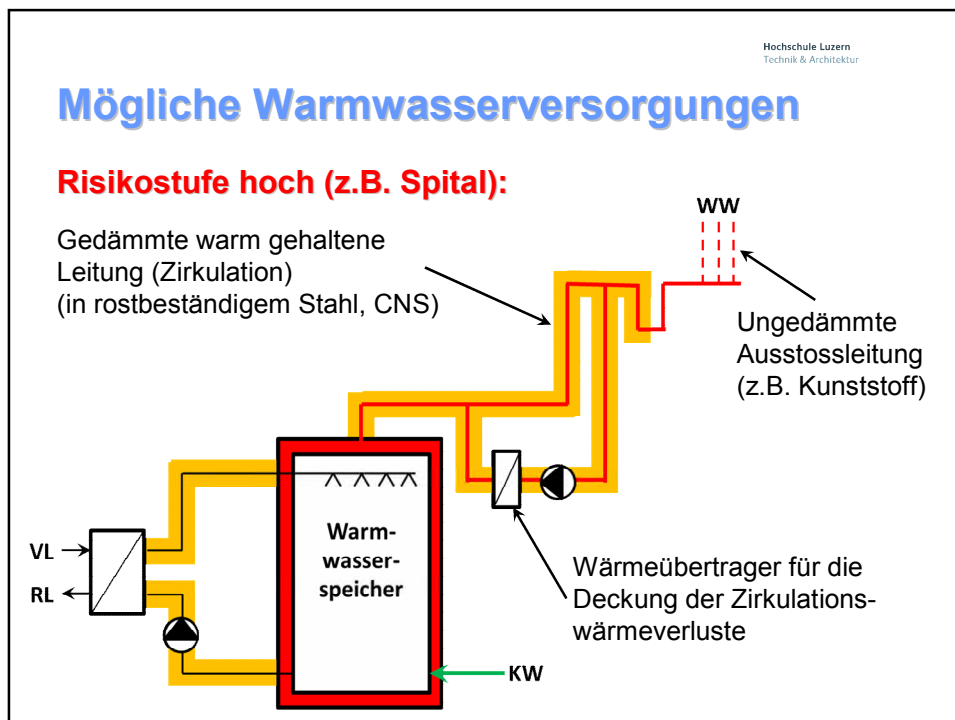 Hochschule Luzern
Technik & Architektur
Mögliche Warmwasserversorgungen
Risikostufe hoch (z.B. Spital):
WW
Gedämmte warm gehaltene
Leitung (Zirkulation)
(in rostbeständigem Stahl, CNS)
Ungedämmte
Ausstossleitung
(z.B. Kunststoff)
Warm-
wasser-
speicher
VL
RL
Wärmeübertrager für die
Deckung der Zirkulations-
wärmeverluste
KW